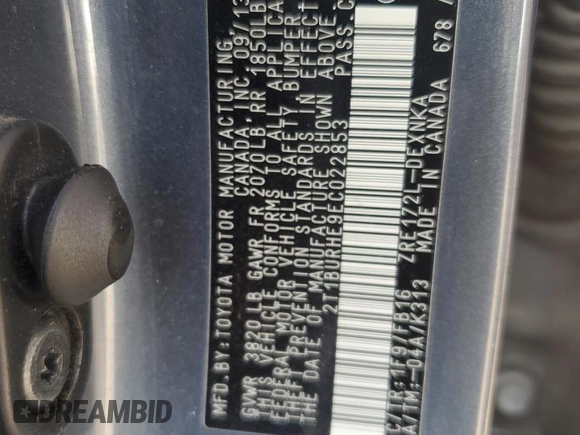 MFD.BY:TOYOTA MOTOR MANUFACTURING,
CANADA, INC. 09/13
GVWR 3820LB GAWR FR 2070LB RR 1850LB
THIS VEHICLE CONFORMS TO ALL
FEDERAL MOTOR VEHICLE SAFETY, BUMPER,
THEFT PREVENTION STANDARDS IN EFFECT
THE DATE OF MANUFACTURE SHOWN ABOVE
2T1BURHE9EC022853 PASS.
C/TR:1F9/FB16 ZRE172L-DEXNKA
A/TM:-04A/K313 MADE IN CANADA 678
DREAMBID